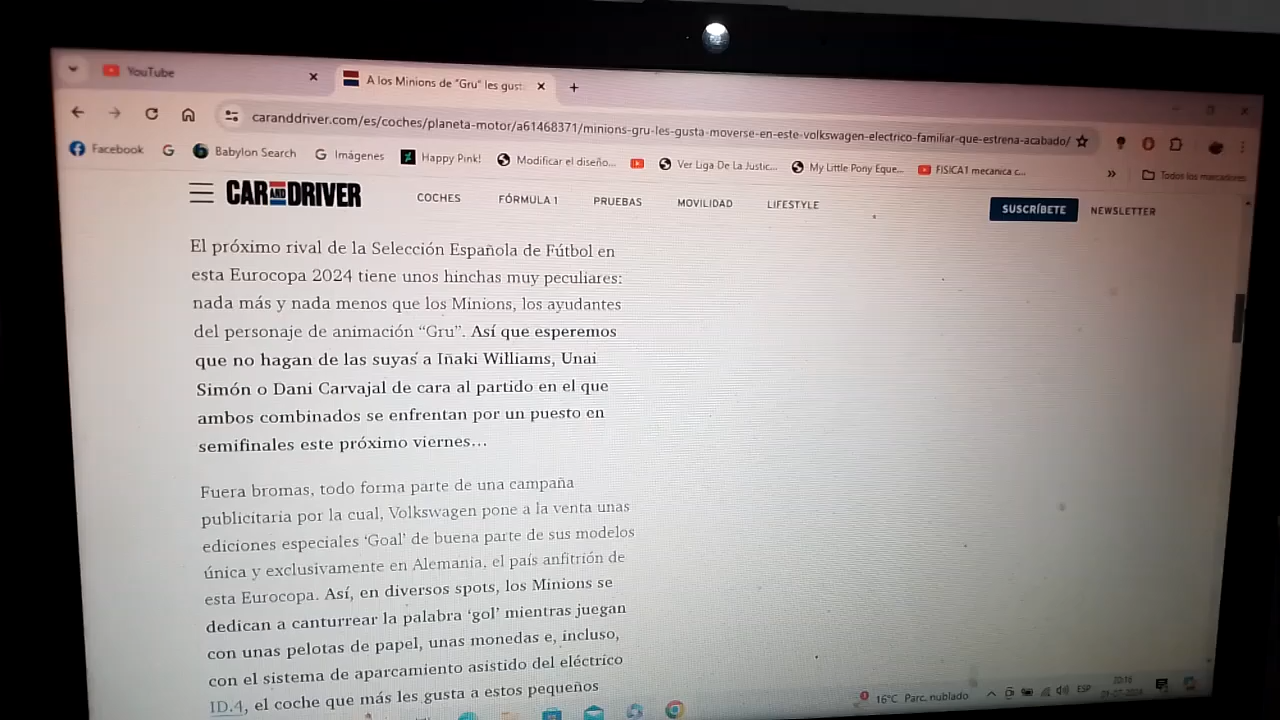 YouTube
A los Minions de "Gru" les gust
caranddriver.com/es/coches/planeta-motor/a61468371/minions-gru-les-gusta-moverse-en-este-volkswagen-electrico-familiar-que-estrena-acabado/
Facebook
Babylon Search
Imágenes
Happy Pink!
Modificar el diseño...
Ver Liga De La Justic...
My Little Pony Eque...
FISICA1 mecanica c...
»
Todos los marcadores
CAR AND DRIVER
COCHES
FÓRMULA 1
PRUEBAS
MOVILIDAD
LIFESTYLE
SUSCRÍBETE
NEWSLETTER
El próximo rival de la Selección Española de Fútbol en
esta Eurocopa 2024 tiene unos hinchas muy peculiares:
nada más y nada menos que los Minions, los ayudantes
del personaje de animación “Gru”. Así que esperemos
que no hagan de las suyas a Iñaki Williams, Unai
Simón o Dani Carvajal de cara al partido en el que
ambos combinados se enfrentan por un puesto en
semifinales este próximo viernes...
Fuera bromas, todo forma parte de una campaña
publicitaria por la cual, Volkswagen pone a la venta unas
ediciones especiales ‘Goal’ de buena parte de sus modelos
única y exclusivamente en Alemania, el país anfitrión de
esta Eurocopa. Así, en diversos spots, los Minions se
dedican a canturrear la palabra ‘gol’ mientras juegan
con unas pelotas de papel, unas monedas e, incluso,
con el sistema de aparcamiento asistido del eléctrico
ID.4, el coche que más les gusta a estos pequeños
16°C Parc. nublado
ESP
20:16